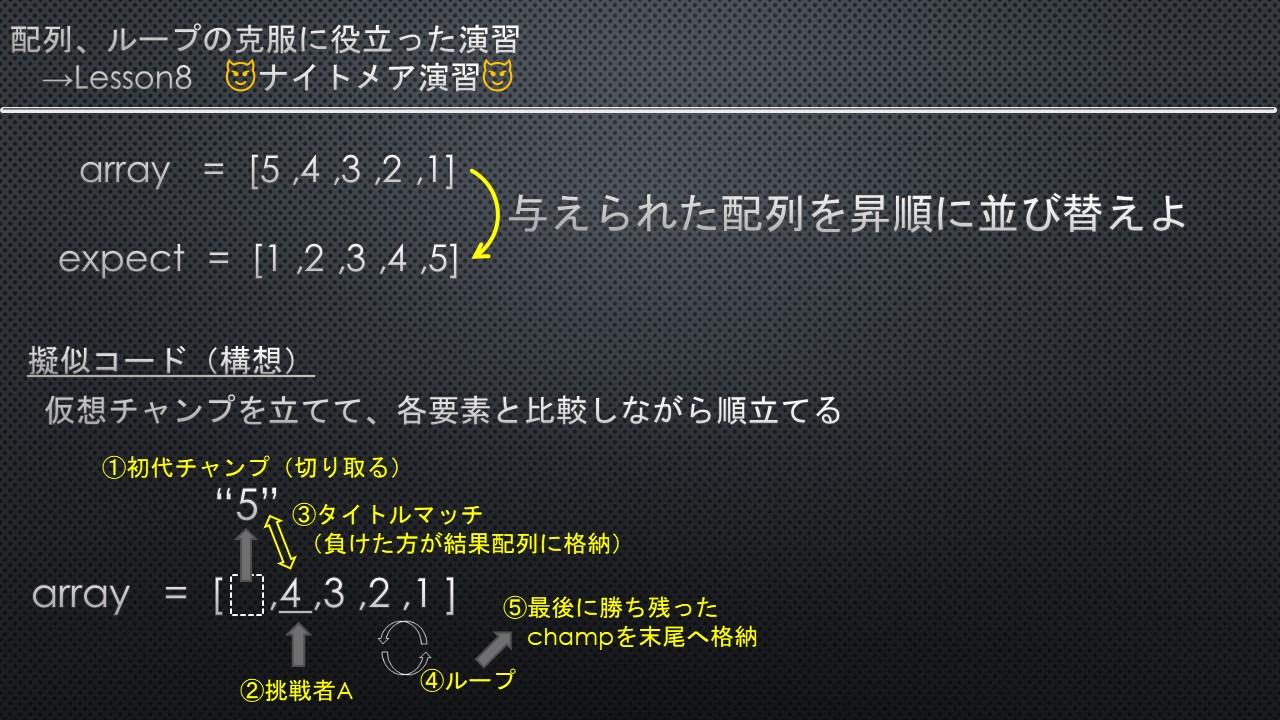 配列、ループの克服に役立った演習
→Lesson8 😈ナイトメア演習😈
array = [5 ,4 ,3 ,2 ,1]
与えられた配列を昇順に並び替えよ
expect = [1 ,2 ,3 ,4 ,5]
擬似コード（構想）
仮想チャンプを立てて、各要素と比較しながら順立てる
①初代チャンプ（切り取る）
“5”
③タイトルマッチ
（負けた方が結果配列に格納）
array = [ ,4 ,3 ,2 ,1 ]
⑤最後に勝ち残った
champを末尾へ格納
④ループ
②挑戦者A